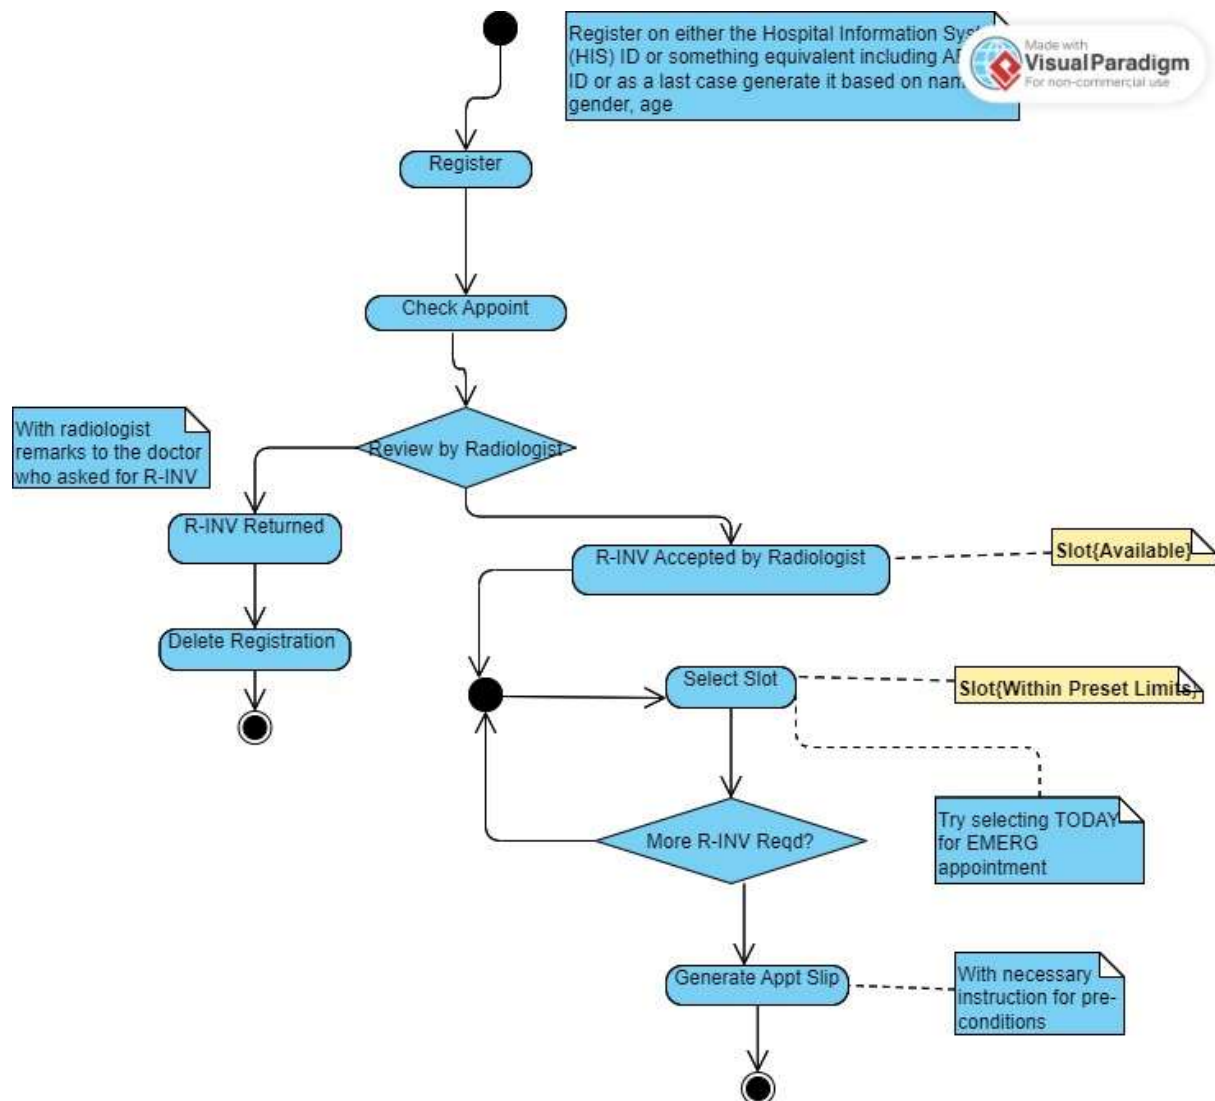 Register on either the Hospital Information
(HIS) ID or something equivalent including
ID or as a last case generate it based on
gender, age
Made with
VisualParadigm
For non-commercial use
Register
Check Appoint
With radiologist
remarks to the doctor
who asked for R-INV
Review by Radiologist
R-INV Returned
R-INV Accepted by Radiologist
Slot{Available}
Delete Registration
Select Slot
Slot{Within Preset Limits}
More R-INV Reqd?
Try selecting TODAY
for EMERG
appointment
Generate Appt Slip
With necessary
instruction for pre-
conditions